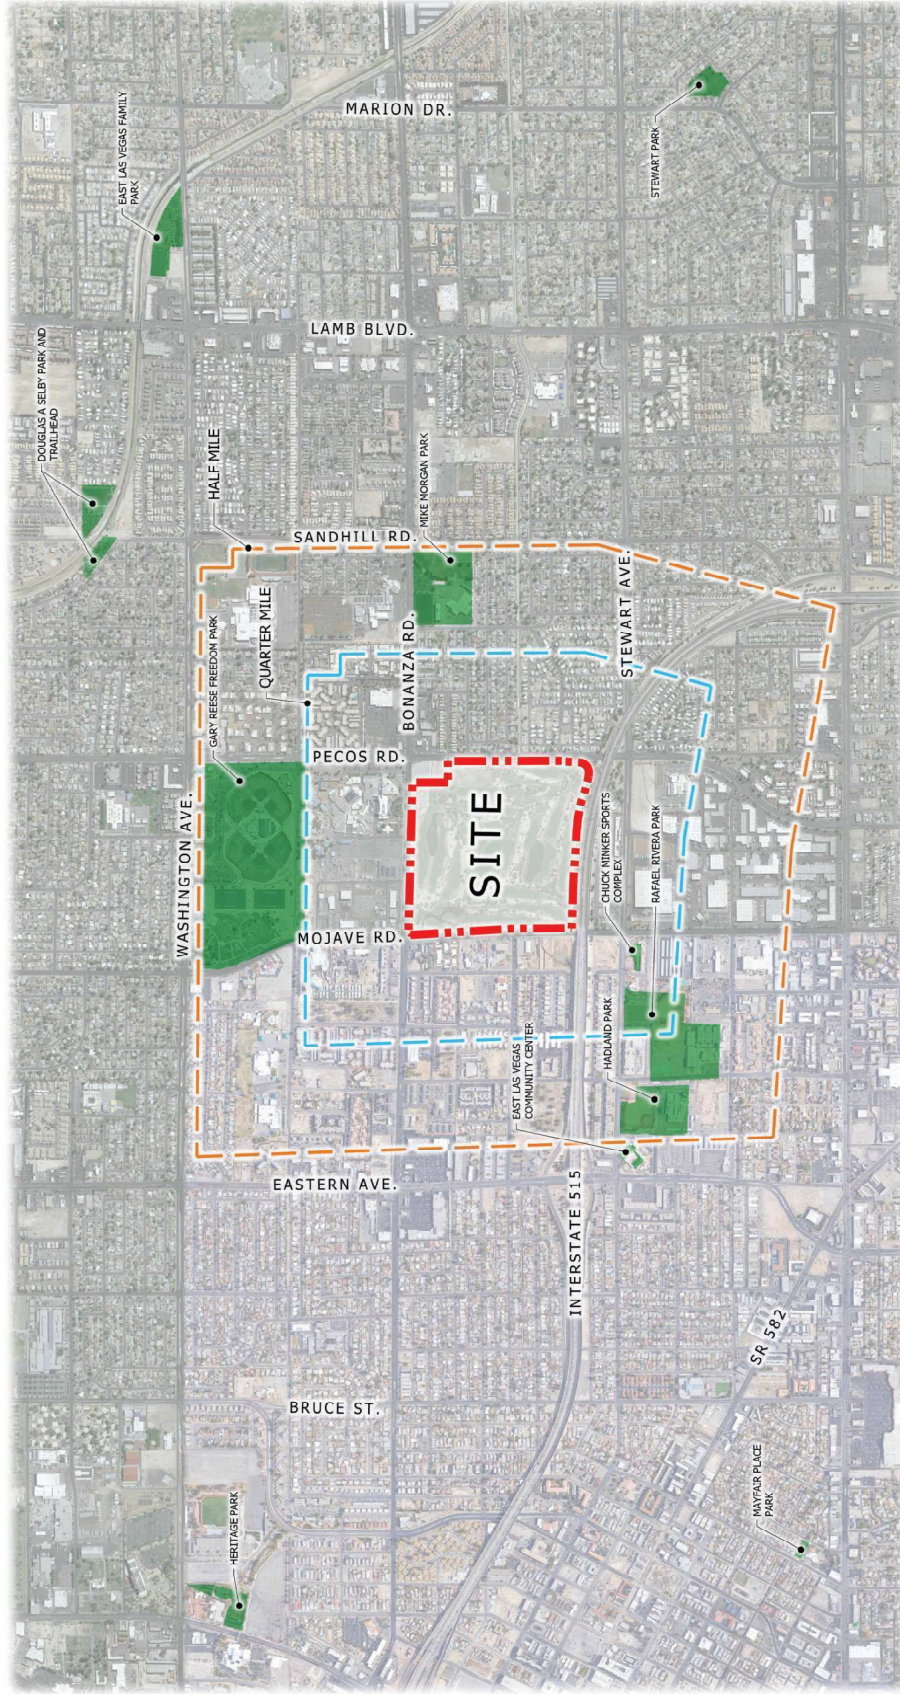 MARION DR.
STEWART PARK
EAST LAS VEGAS FAMILY
PARK
LAMB BLVD.
DOUGLAS A SELBY PARK AND
TRAILHEAD
HALF MILE
MIKE NORGAN PARK
SANDHILL RD.
STEWART AVE.
QUARTER MILE
GARY REESE FREEDOM PARK
BONANZA RD.
PECOS RD.
WASHINGTON AVE.
SITE
CHUCK MINKER SPORTS
COMPLEX
RAFAEL RIVERA PARK
MOJAVE RD.
HADLAND PARK
EAST LAS VEGAS
COMMUNITY CENTER
EASTERN AVE.
INTERSTATE 515
SR 582
BRUCE ST.
MAYFAIR PLACE
PARK
HERITAGE PARK